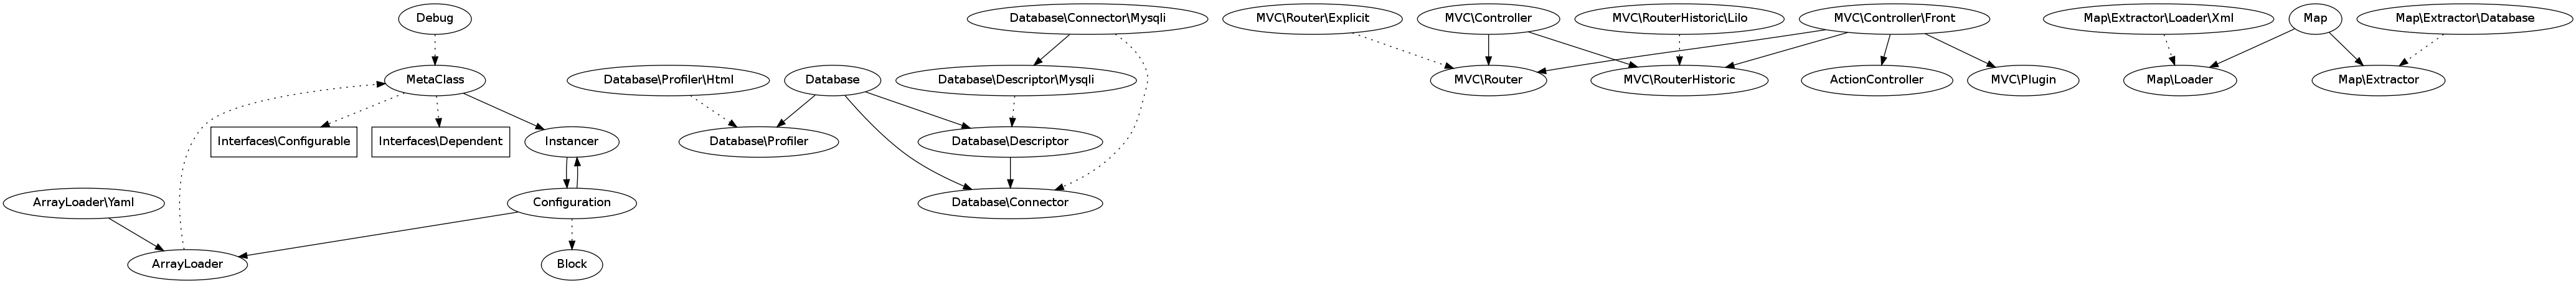 Debug
Database\Connector\Mysqli
MVC\Router\Explicit
MVC\Controller
MVC\RouterHistoric\Lilo
MVC\Controller\Front
Map\Extractor\Loader\Xml
Map
Map\Extractor\Database
MetaClass
Database\Profiler\Html
Database
Database\Descriptor\Mysqli
MVC\Router
MVC\RouterHistoric
ActionController
MVC\Plugin
Map\Loader
Map\Extractor
Interfaces\Configurable
Interfaces\Dependent
Instancer
Database\Profiler
Database\Descriptor
ArrayLoader\Yaml
Configuration
Database\Connector
ArrayLoader
Block